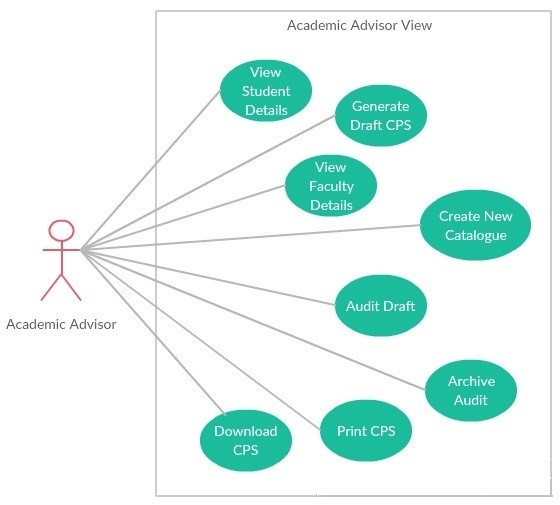 Academic Advisor View
View
Student
Details
Generate
Draft CPS
View
Faculty
Details
Create New
Catalogue
Academic Advisor
Audit Draft
Archive
Audit
Print CPS
Download
CPS